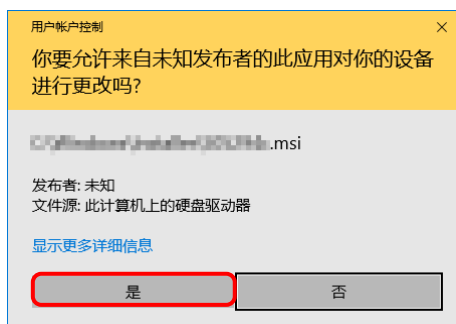 用户帐户控制
你要允许来自未知发布者的此应用对你的设备
进行更改吗?
.msi
发布者: 未知
文件源: 此计算机上的硬盘驱动器
显示更多详细信息
是
否